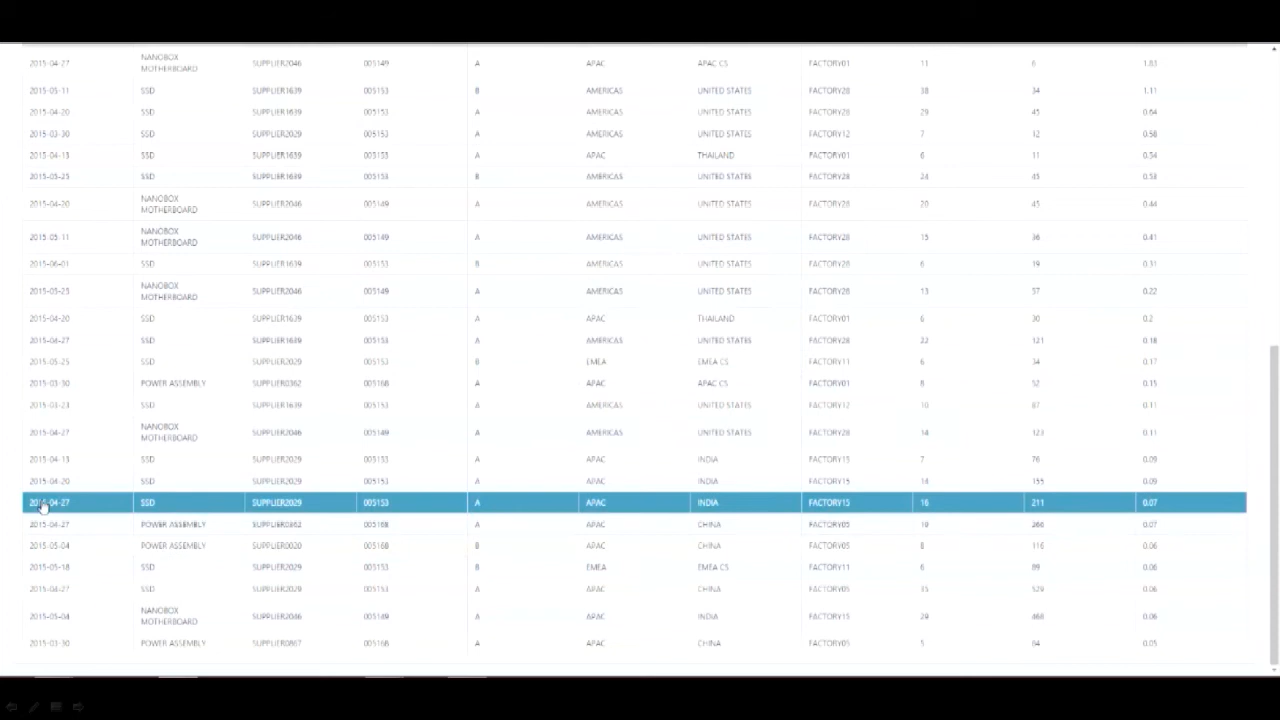 2015-04-27 NANOBOX MOTHERBOARD SUPPLIER2046 005149 A APAC APAC CS FACTORY01 11 6 1.83
2015-05-11 SSD SUPPLIER1639 005153 B AMERICAS UNITED STATES FACTORY28 38 34 1.11
2015-04-20 SSD SUPPLIER1639 005153 A AMERICAS UNITED STATES FACTORY28 29 45 0.64
2015-03-30 SSD SUPPLIER2029 005153 A AMERICAS UNITED STATES FACTORY12 7 12 0.58
2015-04-13 SSD SUPPLIER1639 005153 A APAC THAILAND FACTORY01 6 11 0.54
2015-05-25 SSD SUPPLIER1639 005153 B AMERICAS UNITED STATES FACTORY28 24 45 0.53
2015-04-20 NANOBOX MOTHERBOARD SUPPLIER2046 005149 A AMERICAS UNITED STATES FACTORY28 20 45 0.44
2015-05-11 NANOBOX MOTHERBOARD SUPPLIER2046 005149 A AMERICAS UNITED STATES FACTORY28 15 36 0.41
2015-06-01 SSD SUPPLIER1639 005153 B AMERICAS UNITED STATES FACTORY28 6 19 0.31
2015-05-25 NANOBOX MOTHERBOARD SUPPLIER2046 005149 A AMERICAS UNITED STATES FACTORY28 13 57 0.22
2015-04-20 SSD SUPPLIER1639 005153 A APAC THAILAND FACTORY01 6 30 0.2
2015-04-27 SSD SUPPLIER1639 005153 A AMERICAS UNITED STATES FACTORY28 22 121 0.18
2015-05-25 SSD SUPPLIER2029 005153 B EMEA EMEA CS FACTORY11 6 34 0.17
2015-03-30 POWER ASSEMBLY SUPPLIER0362 005168 A APAC APAC CS FACTORY01 8 52 0.15
2015-03-23 SSD SUPPLIER1639 005153 A AMERICAS UNITED STATES FACTORY12 10 87 0.11
2015-04-27 NANOBOX MOTHERBOARD SUPPLIER2046 005149 A AMERICAS UNITED STATES FACTORY28 14 123 0.11
2015-04-13 SSD SUPPLIER2029 005153 A APAC INDIA FACTORY15 7 76 0.09
2015-04-20 SSD SUPPLIER2029 005153 A APAC INDIA FACTORY15 14 155 0.09
2015-04-27 SSD SUPPLIER2029 005153 A APAC INDIA FACTORY15 16 211 0.07
2015-04-27 POWER ASSEMBLY SUPPLIER0362 005168 A APAC CHINA FACTORY05 19 266 0.07
2015-05-04 POWER ASSEMBLY SUPPLIER0020 005168 B APAC CHINA FACTORY05 8 116 0.06
2015-05-18 SSD SUPPLIER2029 005153 B EMEA EMEA CS FACTORY11 6 89 0.06
2015-04-27 SSD SUPPLIER2029 005153 A APAC CHINA FACTORY05 35 529 0.06
2015-05-04 NANOBOX MOTHERBOARD SUPPLIER2046 005149 A APAC INDIA FACTORY15 29 468 0.06
2015-03-30 POWER ASSEMBLY SUPPLIER0867 005168 A APAC CHINA FACTORY05 5 94 0.05